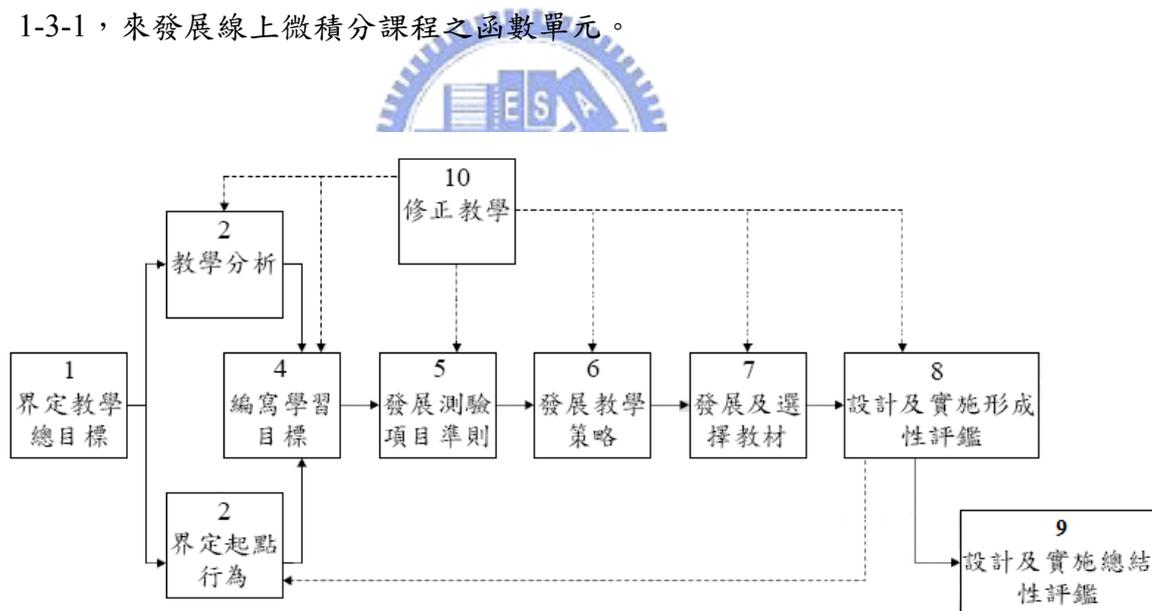 1-3-1，來發展線上微積分課程之函數單元。
E S A
10
修正教學
2
教學分析
1
界定教學
總目標
4
編寫學習
目標
5
發展測驗
項目準則
6
發展教學
策略
7
發展及選
擇教材
8
設計及實施形成
性評鑑
2
界定起點
行為
9
設計及實施總結
性評鑑